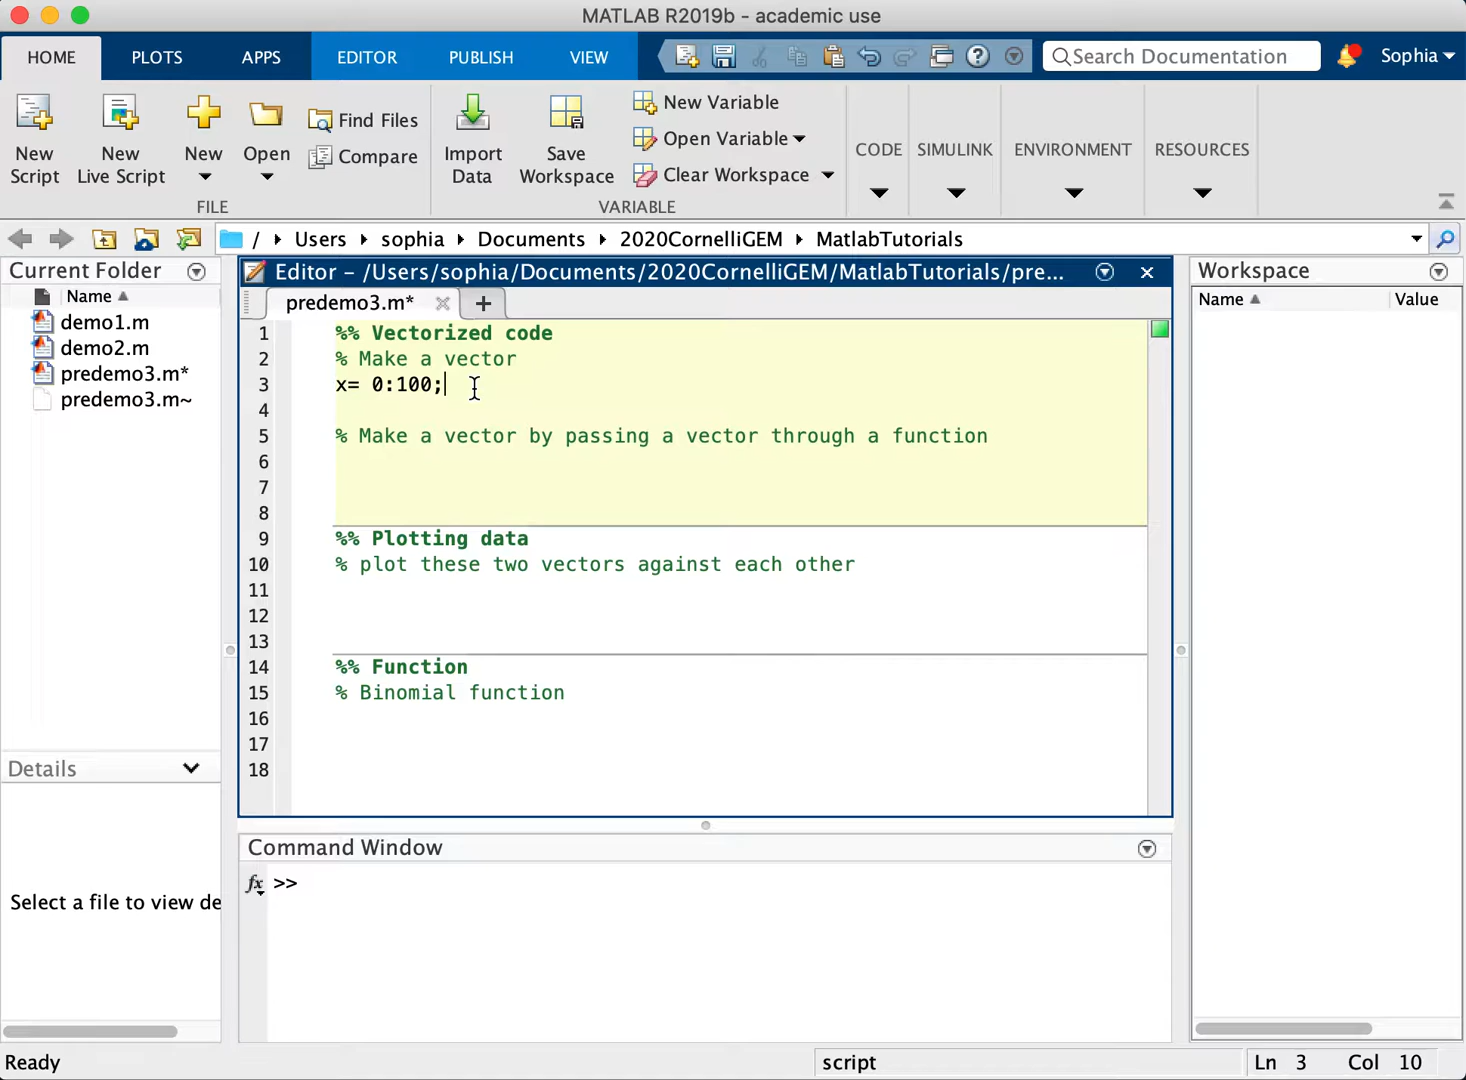 MATLAB R2019b - academic use
HOME PLOTS APPS EDITOR PUBLISH VIEW Search Documentation Sophia
New Script
New Live Script
New
Open
Find Files
Compare
FILE
Import Data
Save Workspace
New Variable
Open Variable
Clear Workspace
VARIABLE
CODE
SIMULINK
ENVIRONMENT
RESOURCES
/ Users sophia Documents 2020CornelliGEM MatlabTutorials
Current Folder
Name
demo1.m
demo2.m
predemo3.m*
predemo3.m~
Details
Select a file to view de
Editor – /Users/sophia/Documents/2020CornelliGEM/MatlabTutorials/pre...
predemo3.m*
1 %% Vectorized code
2 % Make a vector
3 x= 0:100;
4
5 % Make a vector by passing a vector through a function
6
7
8
9 %% Plotting data
10 % plot these two vectors against each other
11
12
13
14 %% Function
15 % Binomial function
16
17
18
Command Window
fx >>
Workspace
Name Value
Ready script Ln 3 Col 10